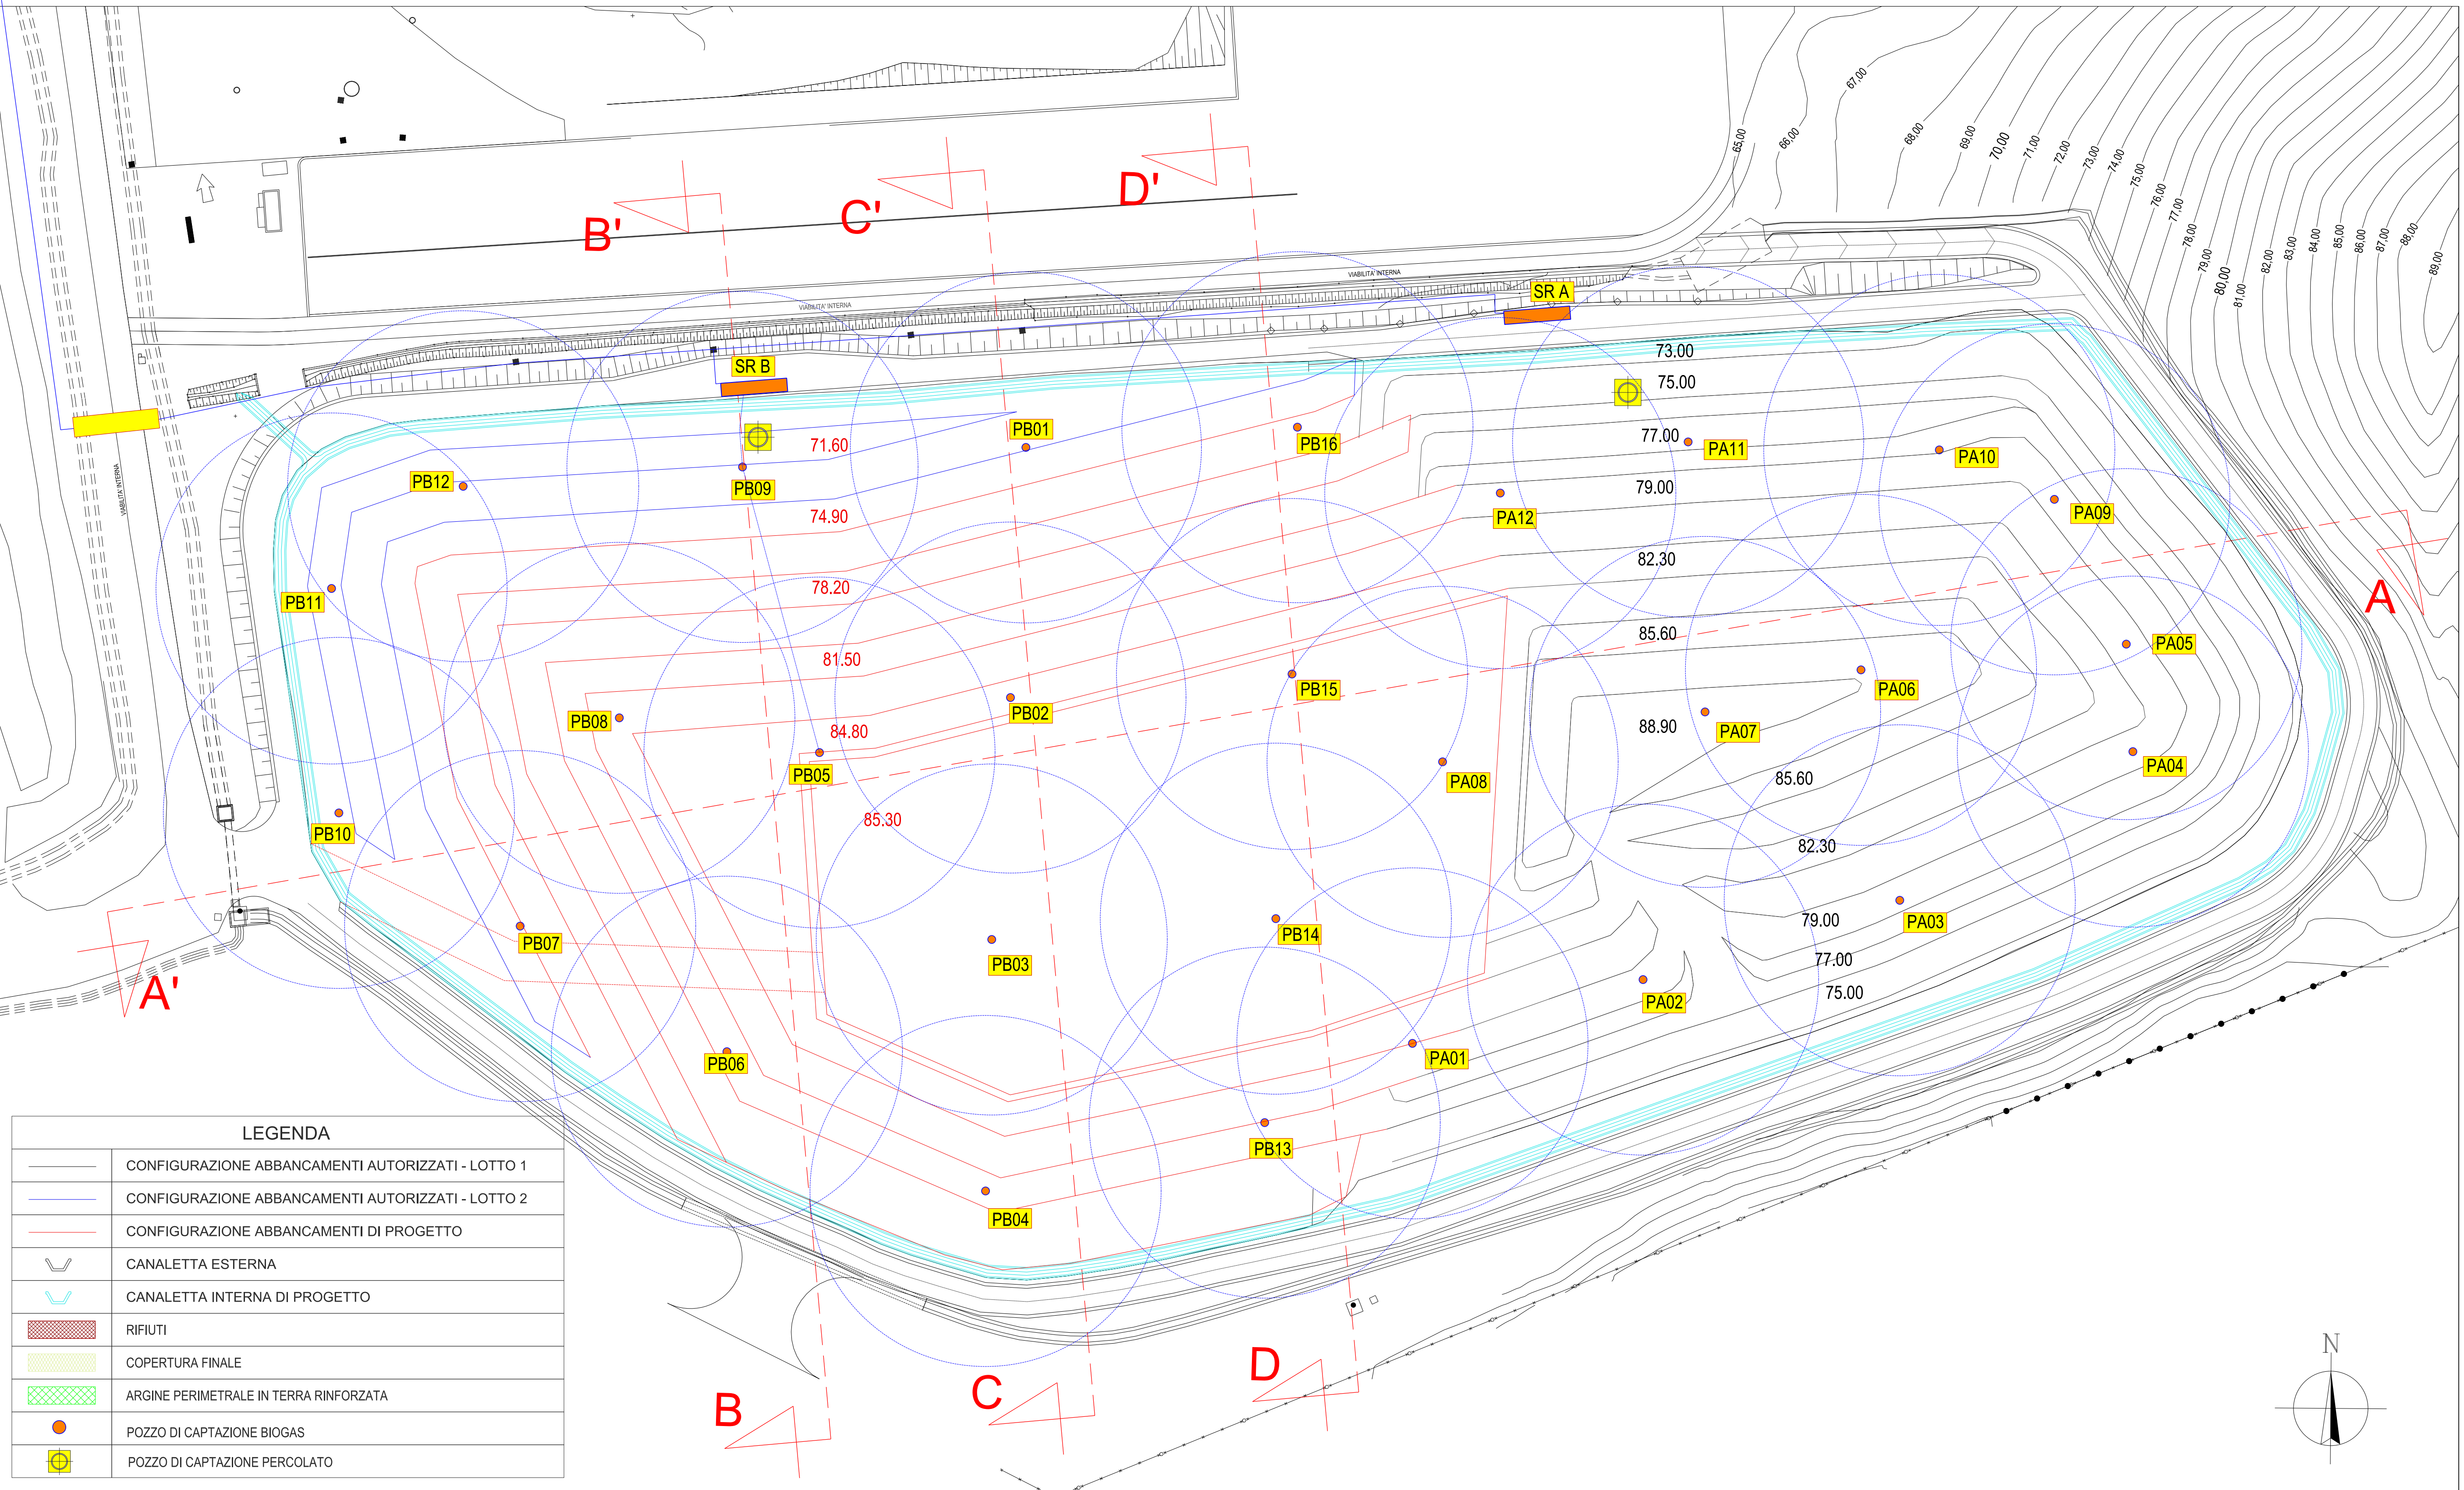 65,00
66,00
67,00
68,00
69,00
70,00
71,00
72,00
73,00
74,00
75,00
76,00
77,00
78,00
79,00
80,00
81,00
82,00
83,00
84,00
85,00
86,00
87,00
88,00
89,00
B'
C'
D'
VIABILITA' INTERNA
VIABILITA' INTERNA
VIABILITA' INTERNA
SR A
SR B
73.00
75.00
77.00
79.00
82.30
85.60
88.90
85.60
82.30
79.00
77.00
75.00
71.60
74.90
78.20
81.50
84.80
85.30
PB01
PB16
PB12
PB09
PA11
PA10
PA12
PA09
PB11
PA05
PB08
PB02
PB15
PA06
PA07
PB05
PA08
PA04
PB10
PB07
PB03
PB14
PA03
PA02
PB06
PA01
PB13
PB04
A
A'
B
C
D
N
LEGENDA
CONFIGURAZIONE ABBANCAMENTI AUTORIZZATI - LOTTO 1
CONFIGURAZIONE ABBANCAMENTI AUTORIZZATI - LOTTO 2
CONFIGURAZIONE ABBANCAMENTI DI PROGETTO
CANALETTA ESTERNA
CANALETTA INTERNA DI PROGETTO
RIFIUTI
COPERTURA FINALE
ARGINE PERIMETRALE IN TERRA RINFORZATA
POZZO DI CAPTAZIONE BIOGAS
POZZO DI CAPTAZIONE PERCOLATO